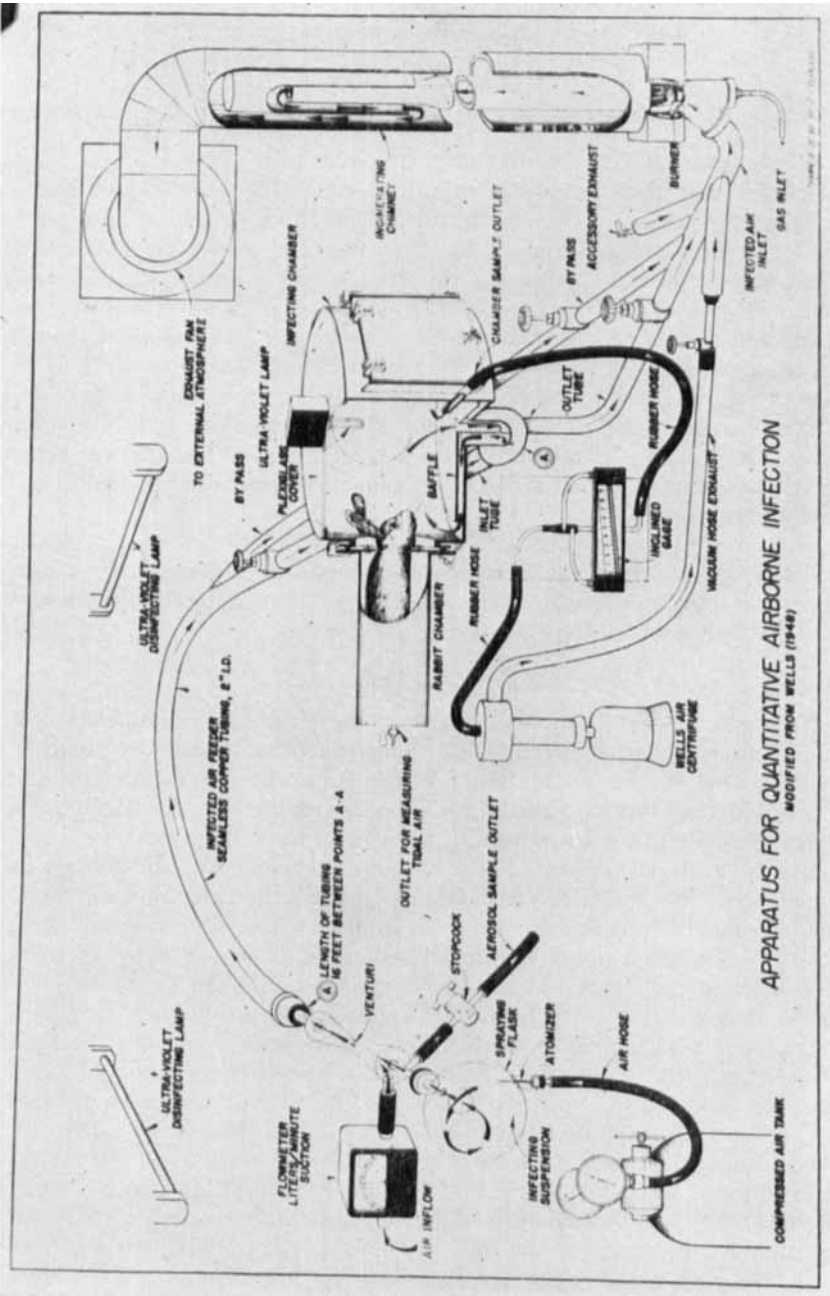 ULTRA-VIOLET
DISINFECTING LAMP
ULTRA-VIOLET
DISINFECTING LAMP
EXHAUST FAN
TO EXTERNAL ATMOSPHERE
INFECTED AIR FEEDER
SEAMLESS COPPER TUBING, 2" I.D.
BY PASS
ULTRA-VIOLET LAMP
PLEXIGLASS
COVER
INFECTING CHAMBER
INCINERATING
CHIMNEY
FLOWMETER
LITERS/MINUTE
SUCTION
AIR INFLOW
A LENGTH OF TUBING
16 FEET BETWEEN POINTS A-A
VENTURI
OUTLET FOR MEASURING
TIDAL AIR
RABBIT CHAMBER
BAFFLE
INLET
TUBE
CHAMBER SAMPLE OUTLET
A
OUTLET
TUBE
BY PASS
ACCESSORY EXHAUST
BURNER
STOPCOCK
AEROSOL SAMPLE OUTLET
SPRAYING
FLASK
ATOMIZER
INFECTING
SUSPENSION
AIR HOSE
COMPRESSED AIR TANK
RUBBER HOSE
RUBBER HOSE
INCLINED
GAGE
WELLS AIR
CENTRIFUGE
VACUUM HOSE EXHAUST
INFECTED AIR
INLET
GAS INLET
APPARATUS FOR QUANTITATIVE AIRBORNE INFECTION
MODIFIED FROM WELLS (1948)